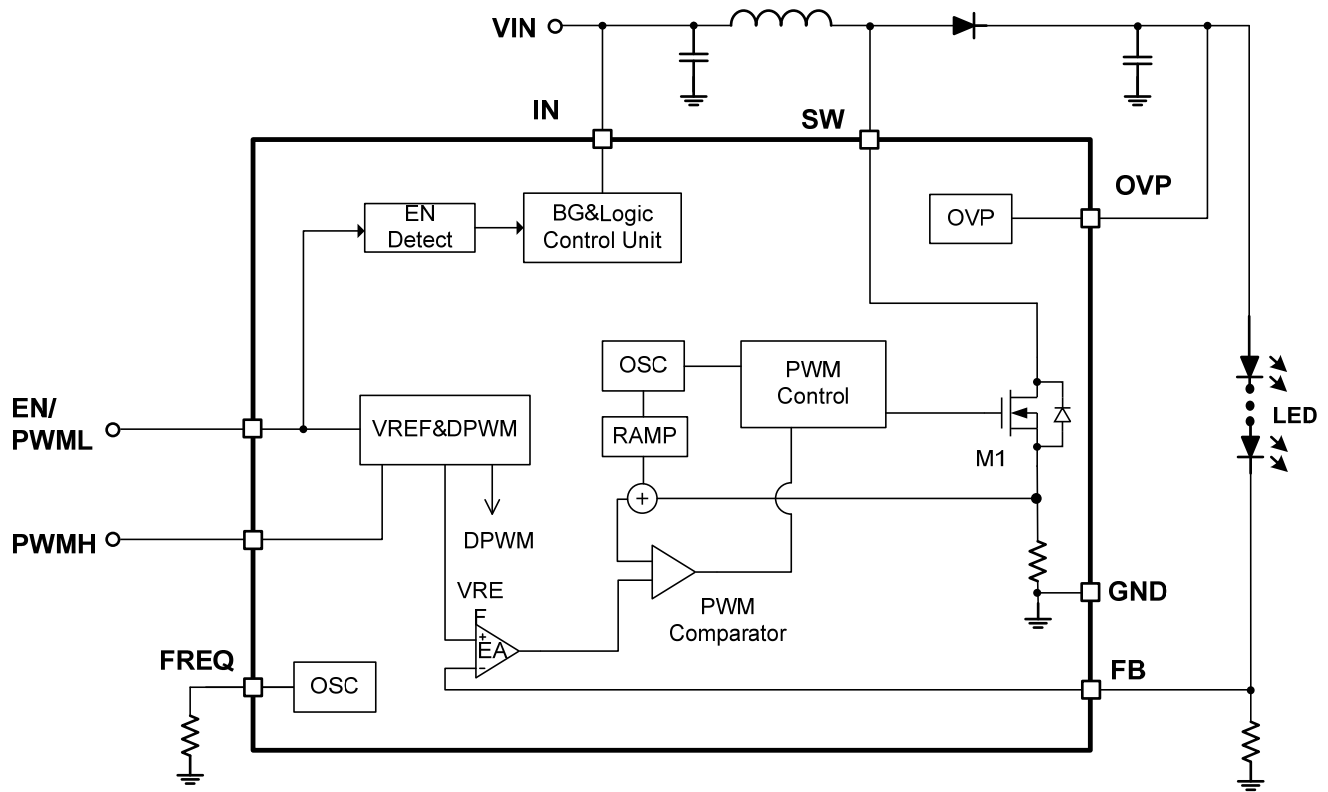 VIN
IN
SW
OVP
EN
Detect
BG&Logic
Control Unit
OVP
OSC
PWM
Control
EN/
PWML
VREF&DPWM
RAMP
LED
M1
+
PWMH
DPWM
VRE
F
PWM
Comparator
GND
+
EA
-
FREQ
OSC
FB